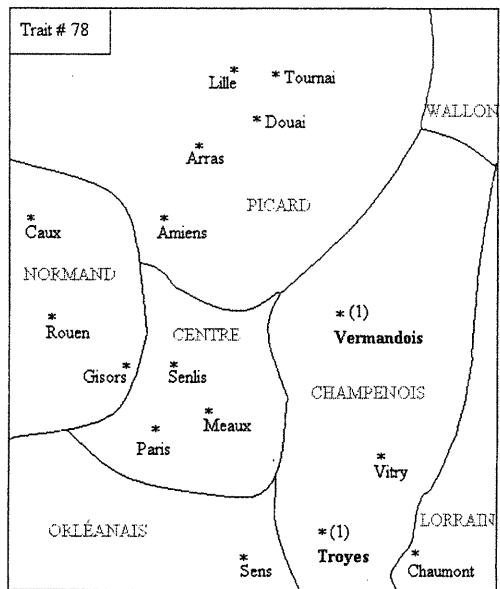 Trait # 78
* Lille
* Tournai
WALLON
* Douai
* Arras
PICARD
* Caux
* Amiens
NORMAND
* Rouen
CENTRE
* (1)
Vermandois
Gisors *
* Senlis
CHAMPENOIS
* Meaux
* Paris
* Vitry
LORRAIN
ORLÉANAIS
* (1)
Troyes
* Sens
* Chaumont